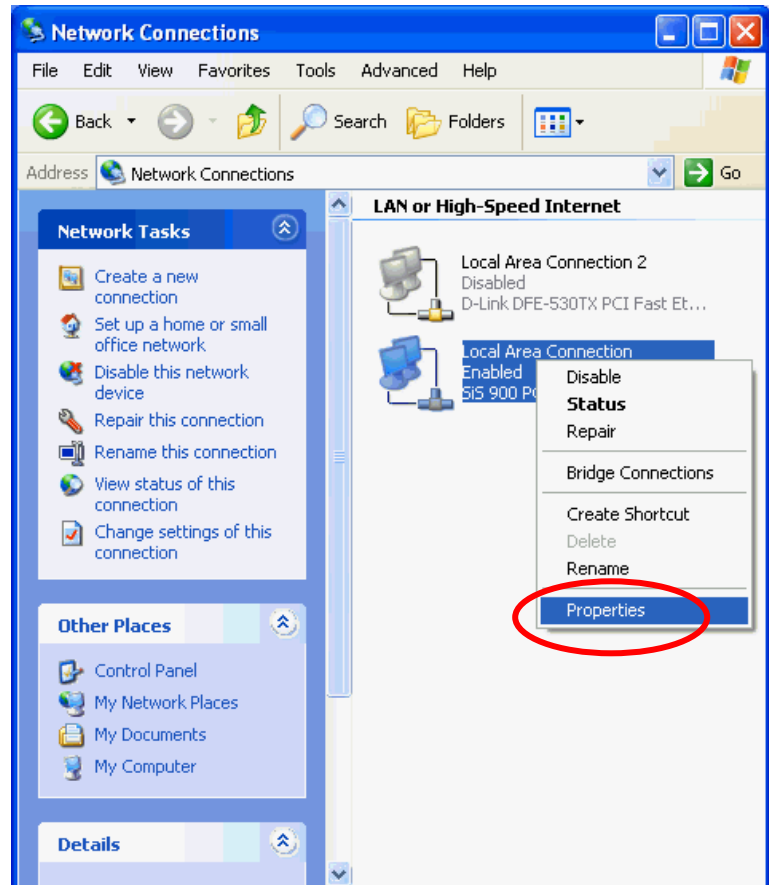 Network Connections
File Edit View Favorites Tools Advanced Help
Back Search Folders
Address Network Connections Go
Network Tasks
Create a new
connection
Set up a home or small
office network
Disable this network
device
Repair this connection
Rename this connection
View status of this
connection
Change settings of this
connection
Other Places
Control Panel
My Network Places
My Documents
My Computer
Details
LAN or High-Speed Internet
Local Area Connection 2
Disabled
D-Link DFE-530TX PCI Fast Et...
Local Area Connection
Enabled
SiS 900
Disable
Status
Repair
Bridge Connections
Create Shortcut
Delete
Rename
Properties